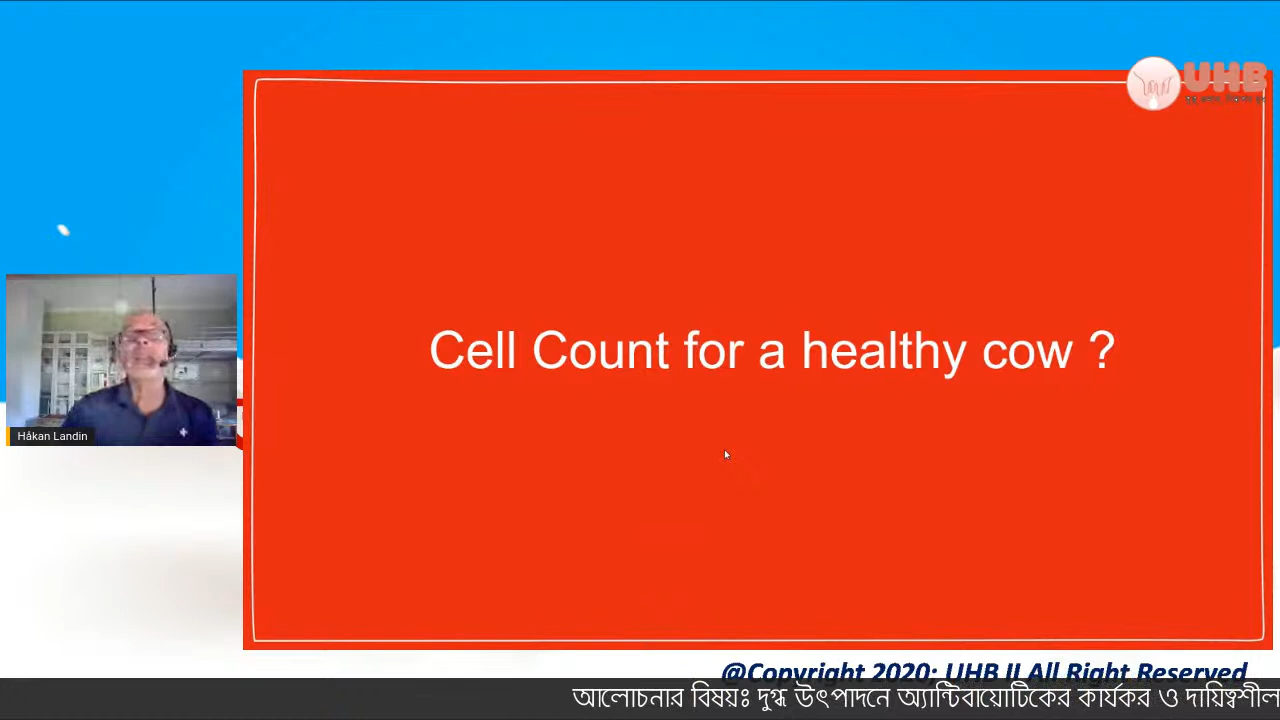 UHB
Cell Count for a healthy cow ?
Håkan Landin
@Copyright 2020; UHB || All Right Reserved
আলোচনার বিষয়ঃ দুগ্ধ উৎপাদনে অ্যান্টিবায়োটিকের কার্যকর ও দায়িত্বশীল